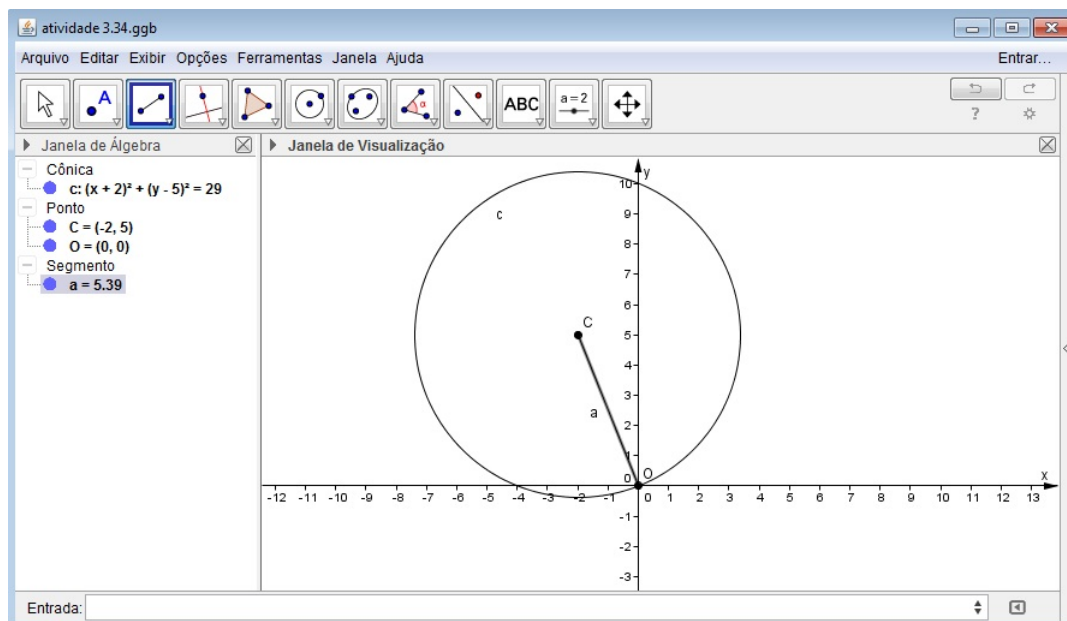 atividade 3.34.ggb
Arquivo Editar Exibir Opções Ferramentas Janela Ajuda Entrar...
A α ABC a=2 ?
Janela de Álgebra
Cônica
c: (x + 2)² + (y - 5)² = 29
Ponto
C = (-2, 5)
O = (0, 0)
Segmento
a = 5.39
Janela de Visualização
y
10
9
c
8
7
6
C
5
4
3
a
2
1
0 O
x
-12 -11 -10 -9 -8 -7 -6 -5 -4 -3 -2 -1 0 1 2 3 4 5 6 7 8 9 10 11 12 13
-1
-2
-3
Entrada: